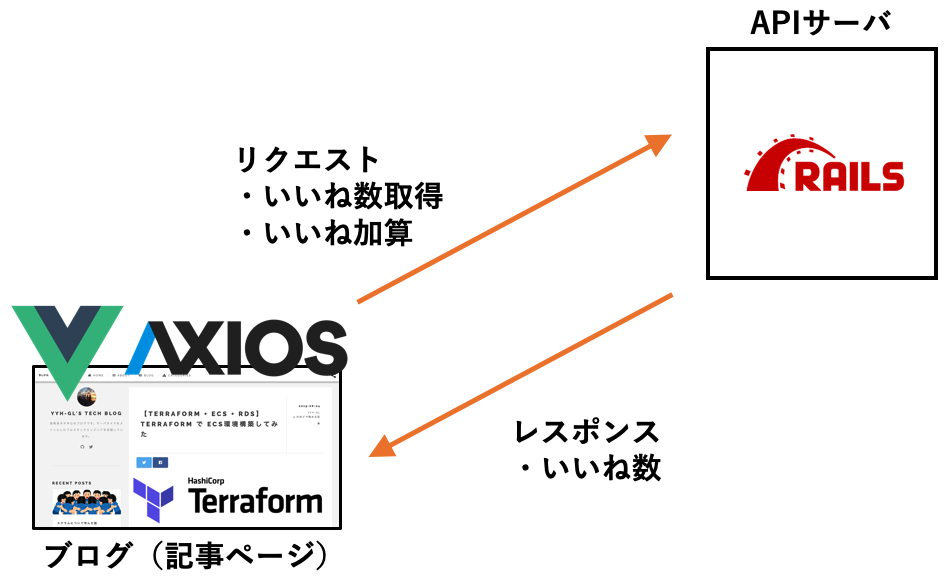 APIサーバ
RAILS
リクエスト
・いいね数取得
・いいね加算
AXIOS
HOME
BLOG
YYH-GL'S TECH BLOG
【TERRAFORM + ECS + RDS】
TERRAFORM で ECS環境構築してみ
た
RECENT POSTS
HashiCorp
Terraform
レスポンス
・いいね数
ブログ（記事ページ）